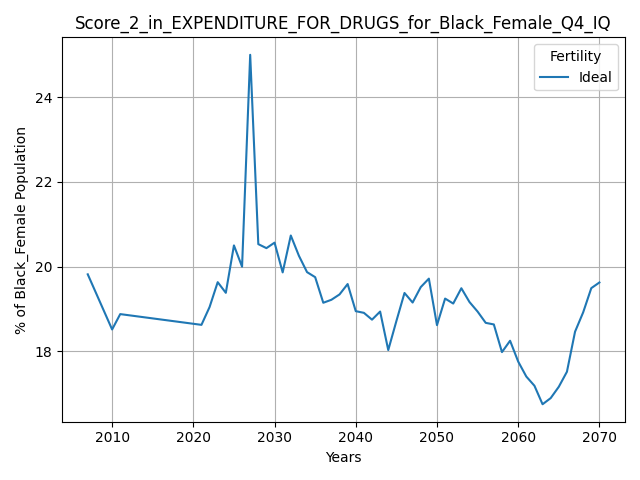 Score_2_in_EXPENDITURE_FOR_DRUGS_for_Black_Female_Q4_IQ
Fertility
Ideal
% of Black_Female Population
24
22
20
18
2010 2020 2030 2040 2050 2060 2070
Years